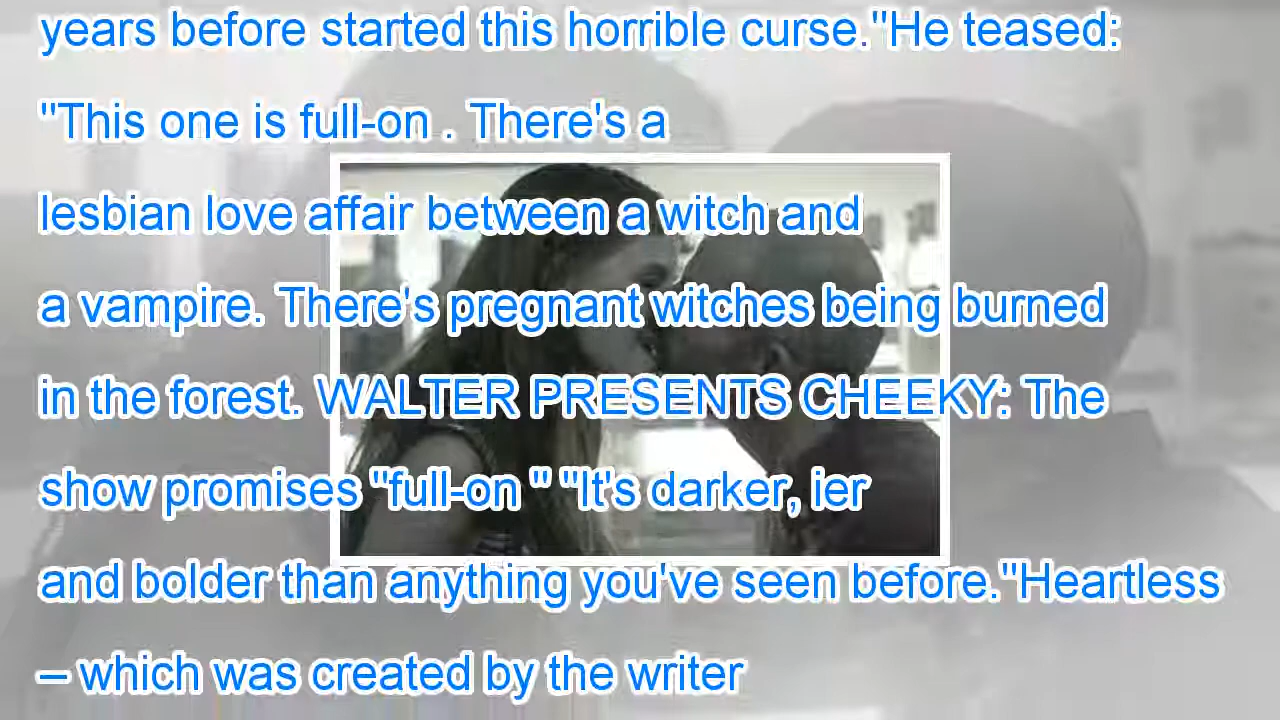 years before started this horrible curse."He teased:
"This one is full-on . There's a
lesbian love affair between a witch and
a vampire. There's pregnant witches being burned
in the forest. WALTER PRESENTS CHEEKY: The
show promises "full-on " "It's darker, ier
and bolder than anything you've seen before."Heartless
– which was created by the writer